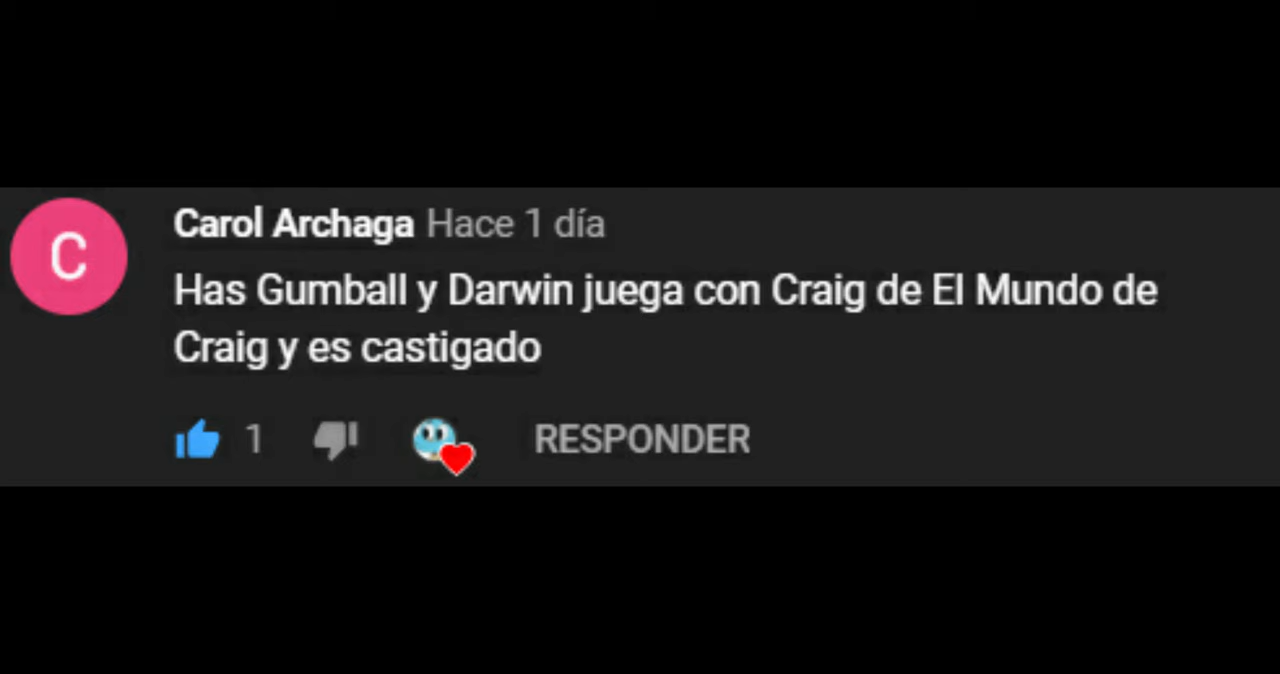 C
Carol Archaga Hace 1 día
Has Gumball y Darwin juega con Craig de El Mundo de
Craig y es castigado
1 RESPONDER